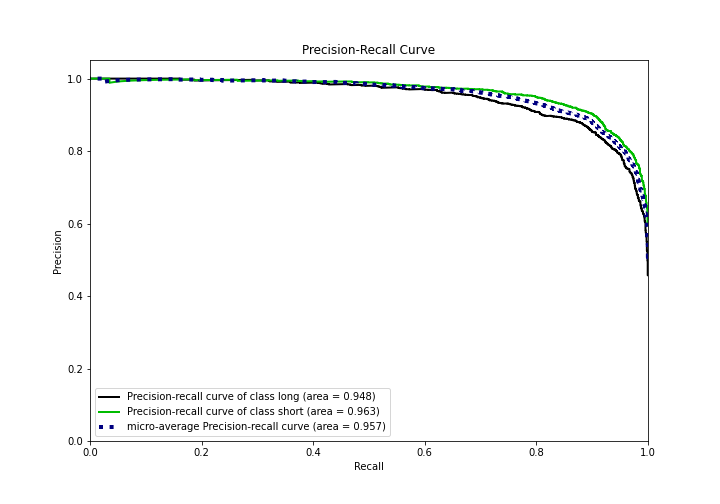 Precision-Recall Curve
Precision
1.0
0.8
0.6
0.4
0.2
0.0
Precision-recall curve of class long (area = 0.948)
Precision-recall curve of class short (area = 0.963)
micro-average Precision-recall curve (area = 0.957)
0.0 0.2 0.4 0.6 0.8 1.0
Recall